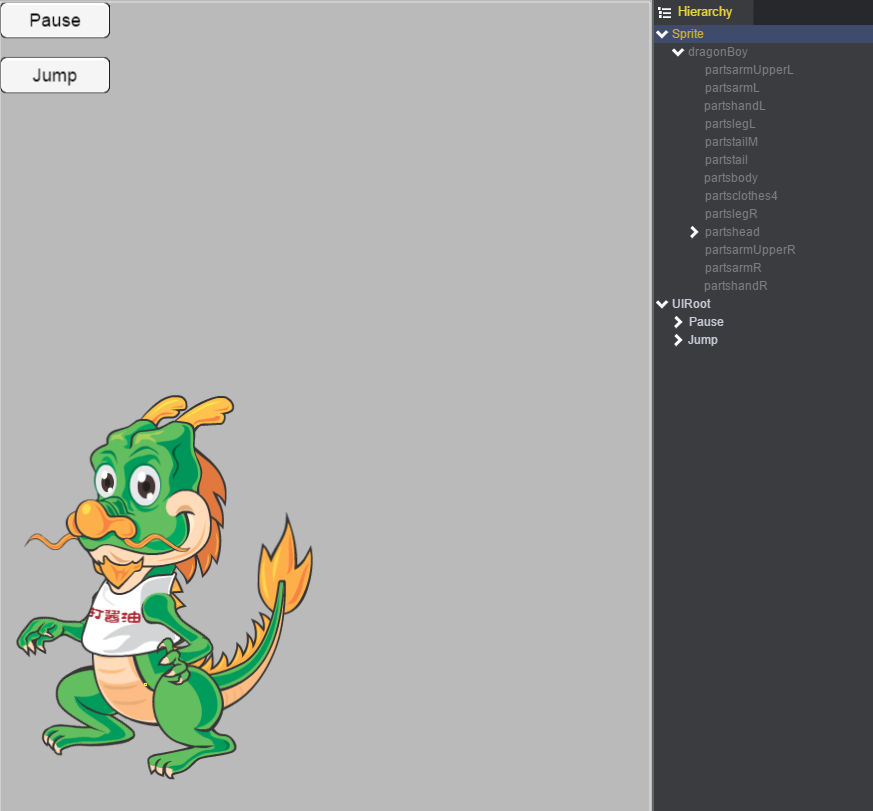 Pause
Jump
打酱油
Hierarchy
Sprite
dragonBoy
partsarmUpperL
partsarmL
partshandL
partslegL
partstailM
partstail
partsbody
partsclothes4
partslegR
partshead
partsarmUpperR
partsarmR
partshandR
UIRoot
Pause
Jump